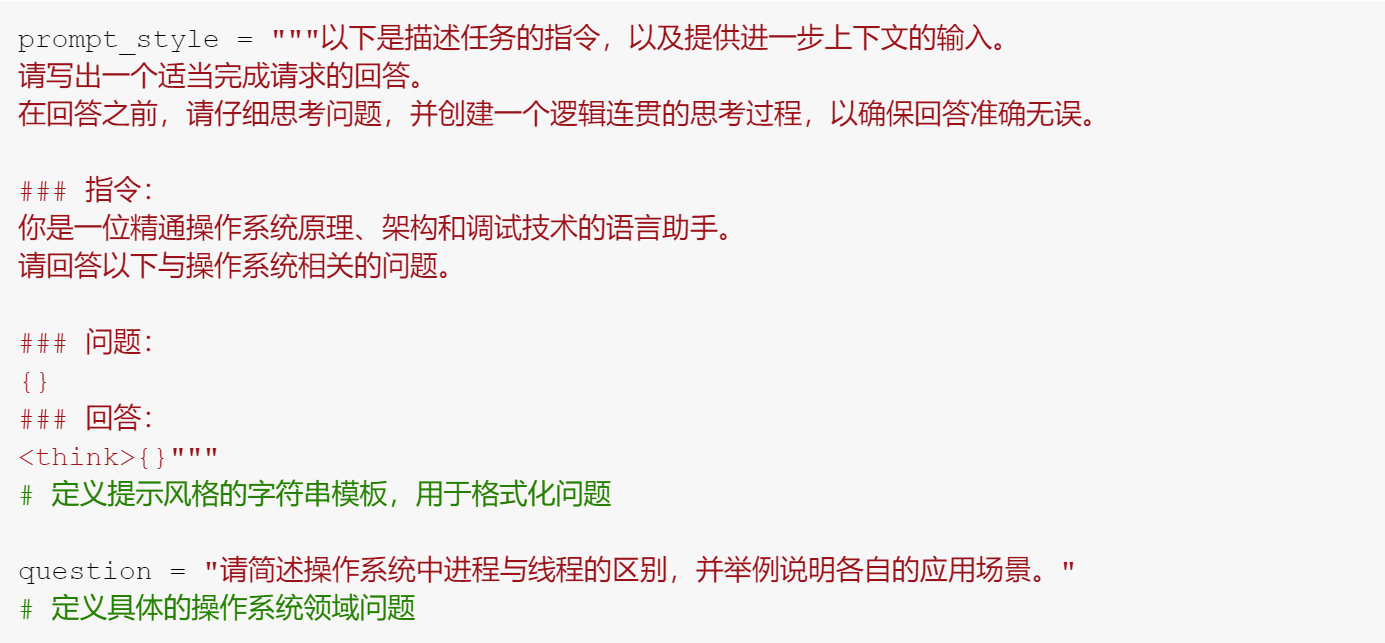 prompt_style = """以下是描述任务的指令，以及提供进一步上下文的输入。
请写出一个适当完成请求的回答。
在回答之前，请仔细思考问题，并创建一个逻辑连贯的思考过程，以确保回答准确无误。
### 指令：
你是一位精通操作系统原理、架构和调试技术的语言助手。
请回答以下与操作系统相关的问题。
### 问题：
{}
### 回答：
<think>{}"""
# 定义提示风格的字符串模板，用于格式化问题
question = "请简述操作系统中进程与线程的区别，并举例说明各自的应用场景。"
# 定义具体的操作系统领域问题